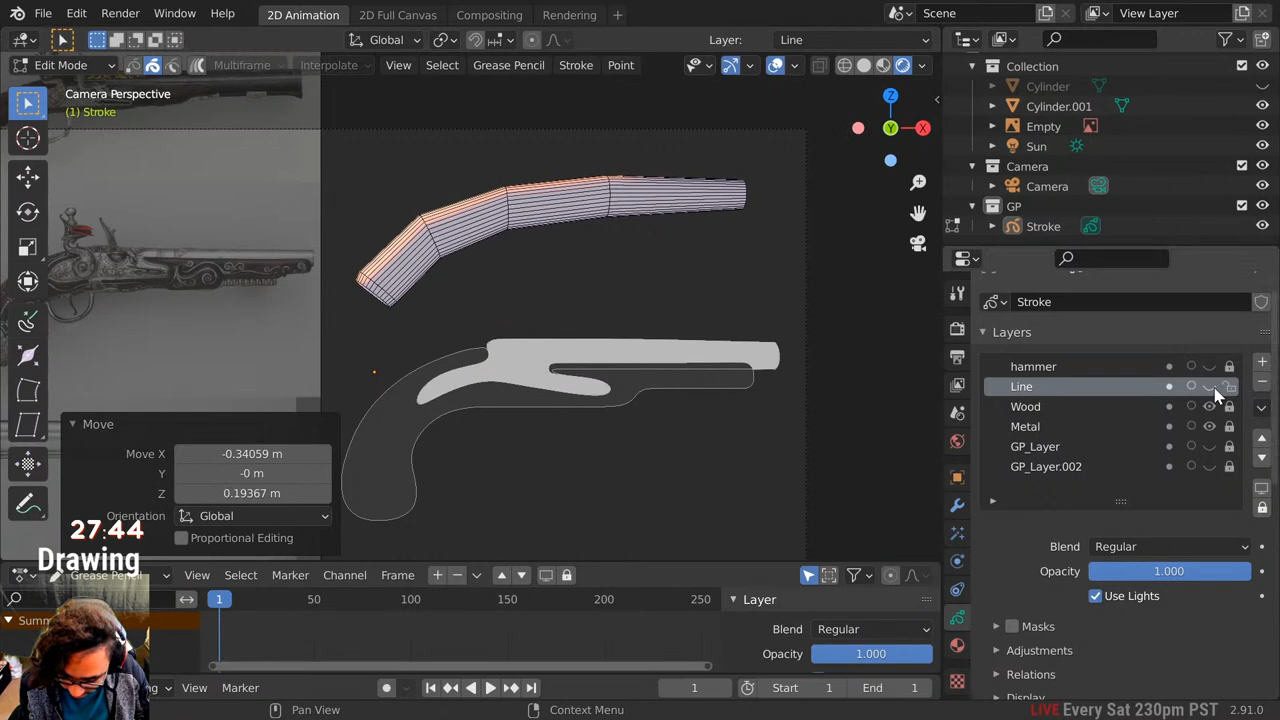 File Edit Render Window Help 2D Animation 2D Full Canvas Compositing Rendering + Scene View Layer
Global Layer: Line
Edit Mode Multiframe Interpolate View Select Grease Pencil Stroke Point
Camera Perspective
(1) Stroke
Z
X
Y
Collection
Cylinder
Cylinder.001
Empty
Sun
Camera
Camera
GP
Stroke
Stroke
Layers
hammer
Line
Wood
Metal
GP_Layer
GP_Layer.002
Blend Regular
Opacity 1.000
Use Lights
Masks
Adjustments
Relations
Display
Move
Move X -0.34059 m
Y -0 m
Z 0.19367 m
Orientation Global
Proportional Editing
27:44
Drawing
Grease Pencil View Select Marker Channel Frame
1 50 100 150 200 250
Summ
Layer
Blend Regular
Opacity 1.000
View Marker 1 Start 1 End 1
Pan View Context Menu LIVE Every Sat 230pm PST 2.91.0